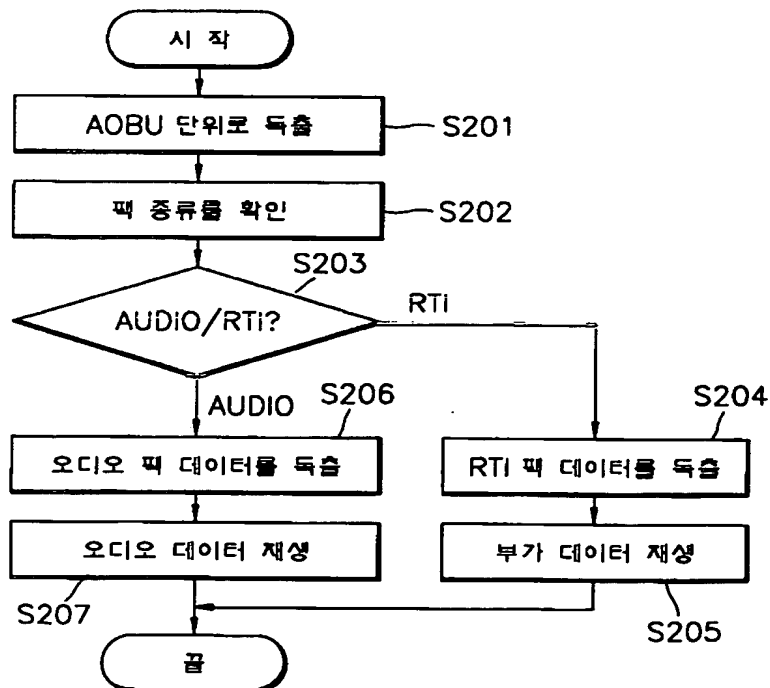 시 작
AOBU 단위로 독출
S201
팩 종류를 확인
S202
S203
AUDiO/RTi?
RTi
AUDIO
S206
오디오 팩 데이터를 독출
S204
RTi 팩 데이터를 독출
오디오 데이터 재생
S207
부가 데이터 재생
S205
끝